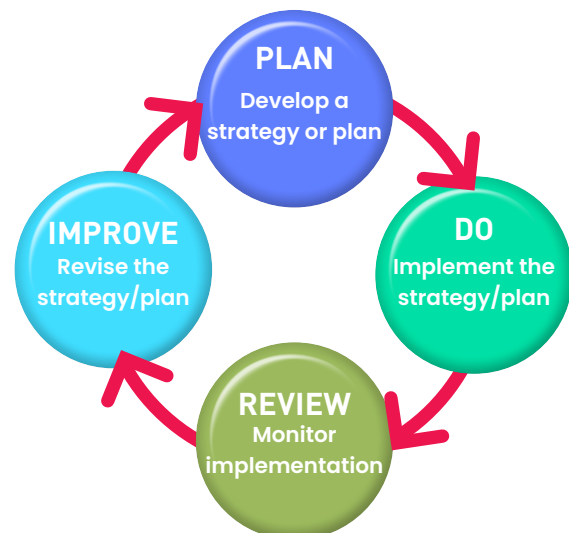 PLAN
Develop a
strategy or plan
DO
Implement the
strategy/plan
REVIEW
Monitor
implementation
IMPROVE
Revise the
strategy/plan